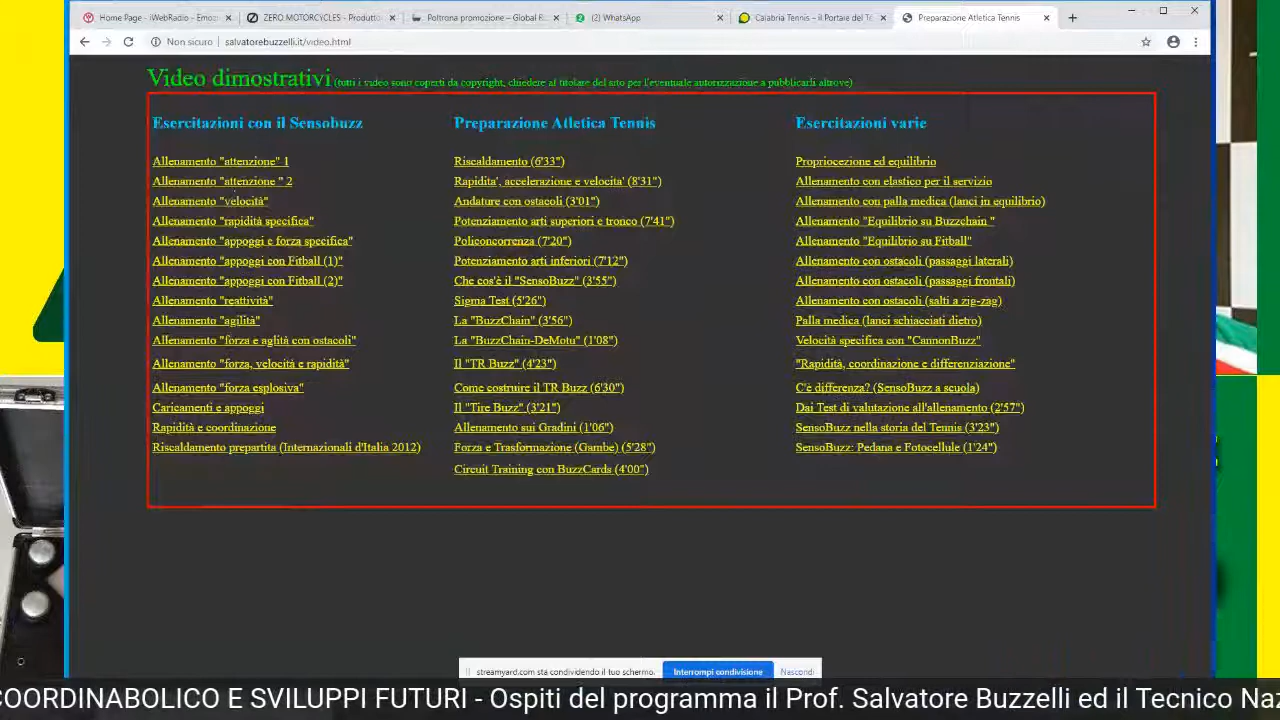 Home Page - iWebRadio - Emoz
ZERO MOTORCYCLES - Produtto
Poltrona promozione – Global R
(2) WhatsApp
Calabria Tennis – il Portale del Te
Preparazione Atletica Tennis
Non sicuro
salvatorebuzzelli.it/video.html
Video dimostrativi (tutti i video sono coperti da copyright, chiedere al titolare del sito per l'eventuale autorizzazione a pubblicarli altrove)
Esercitazioni con il Sensobuzz
Allenamento "attenzione" 1
Allenamento "attenzione " 2
Allenamento "velocità"
Allenamento "rapidità specifica"
Allenamento "appoggi e forza specifica"
Allenamento "appoggi con Fitball (1)"
Allenamento "appoggi con Fitball (2)"
Allenamento "reattività"
Allenamento "agilità"
Allenamento "forza e aglità con ostacoli"
Allenamento "forza, velocità e rapidità"
Allenamento "forza esplosiva"
Caricamenti e appoggi
Rapidità e coordinazione
Riscaldamento prepartita (Internazionali d'Italia 2012)
Preparazione Atletica Tennis
Riscaldamento (6'33")
Rapidita', accelerazione e velocita' (8'31")
Andature con ostacoli (3'01")
Potenziamento arti superiori e tronco (7'41")
Policoncorrenza (7'20")
Potenziamento arti inferiori (7'12")
Che cos'è il "SensoBuzz" (3'55")
Sigma Test (5'26")
La "BuzzChain" (3'56")
La "BuzzChain-DeMotu" (1'08")
Il "TR Buzz" (4'23")
Come costruire il TR Buzz (6'30")
Il "Tire Buzz" (3'21")
Allenamento sui Gradini (1'06")
Forza e Trasformazione (Gambe) (5'28")
Circuit Training con BuzzCards (4'00")
Esercitazioni varie
Propriocezione ed equilibrio
Allenamento con elastico per il servizio
Allenamento con palla medica (lanci in equilibrio)
Allenamento "Equilibrio su Buzzchain "
Allenamento "Equilibrio su Fitball"
Allenamento con ostacoli (passaggi laterali)
Allenamento con ostacoli (passaggi frontali)
Allenamento con ostacoli (salti a zig-zag)
Palla medica (lanci schiacciati dietro)
Velocità specifica con "CannonBuzz"
"Rapidità, coordinazione e differenziazione"
C'è differenza? (SensoBuzz a scuola)
Dai Test di valutazione all'allenamento (2'57")
SensoBuzz nella storia del Tennis (3'23")
SensoBuzz: Pedana e Fotocellule (1'24")
streamyard.com sta condividendo il tuo schermo.
Interrompi condivisione
Nascondi
COORDINABOLICO E SVILUPPI FUTURI - Ospiti del programma il Prof. Salvatore Buzzelli ed il Tecnico Naz